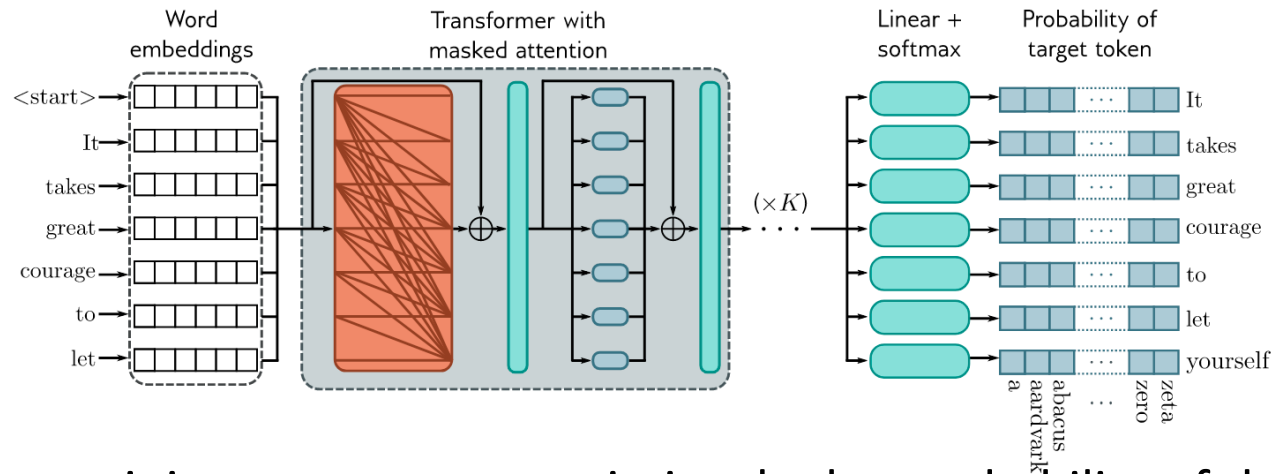 Word
embeddings
Transformer with
masked attention
Linear +
softmax
Probability of
target token
<start>
It
takes
great
courage
to
let
(×K)
· · ·
It
takes
great
courage
to
let
yourself
· · ·
· · ·
· · ·
· · ·
· · ·
· · ·
· · ·
a
aardvark
abacus
· · ·
zero
zeta